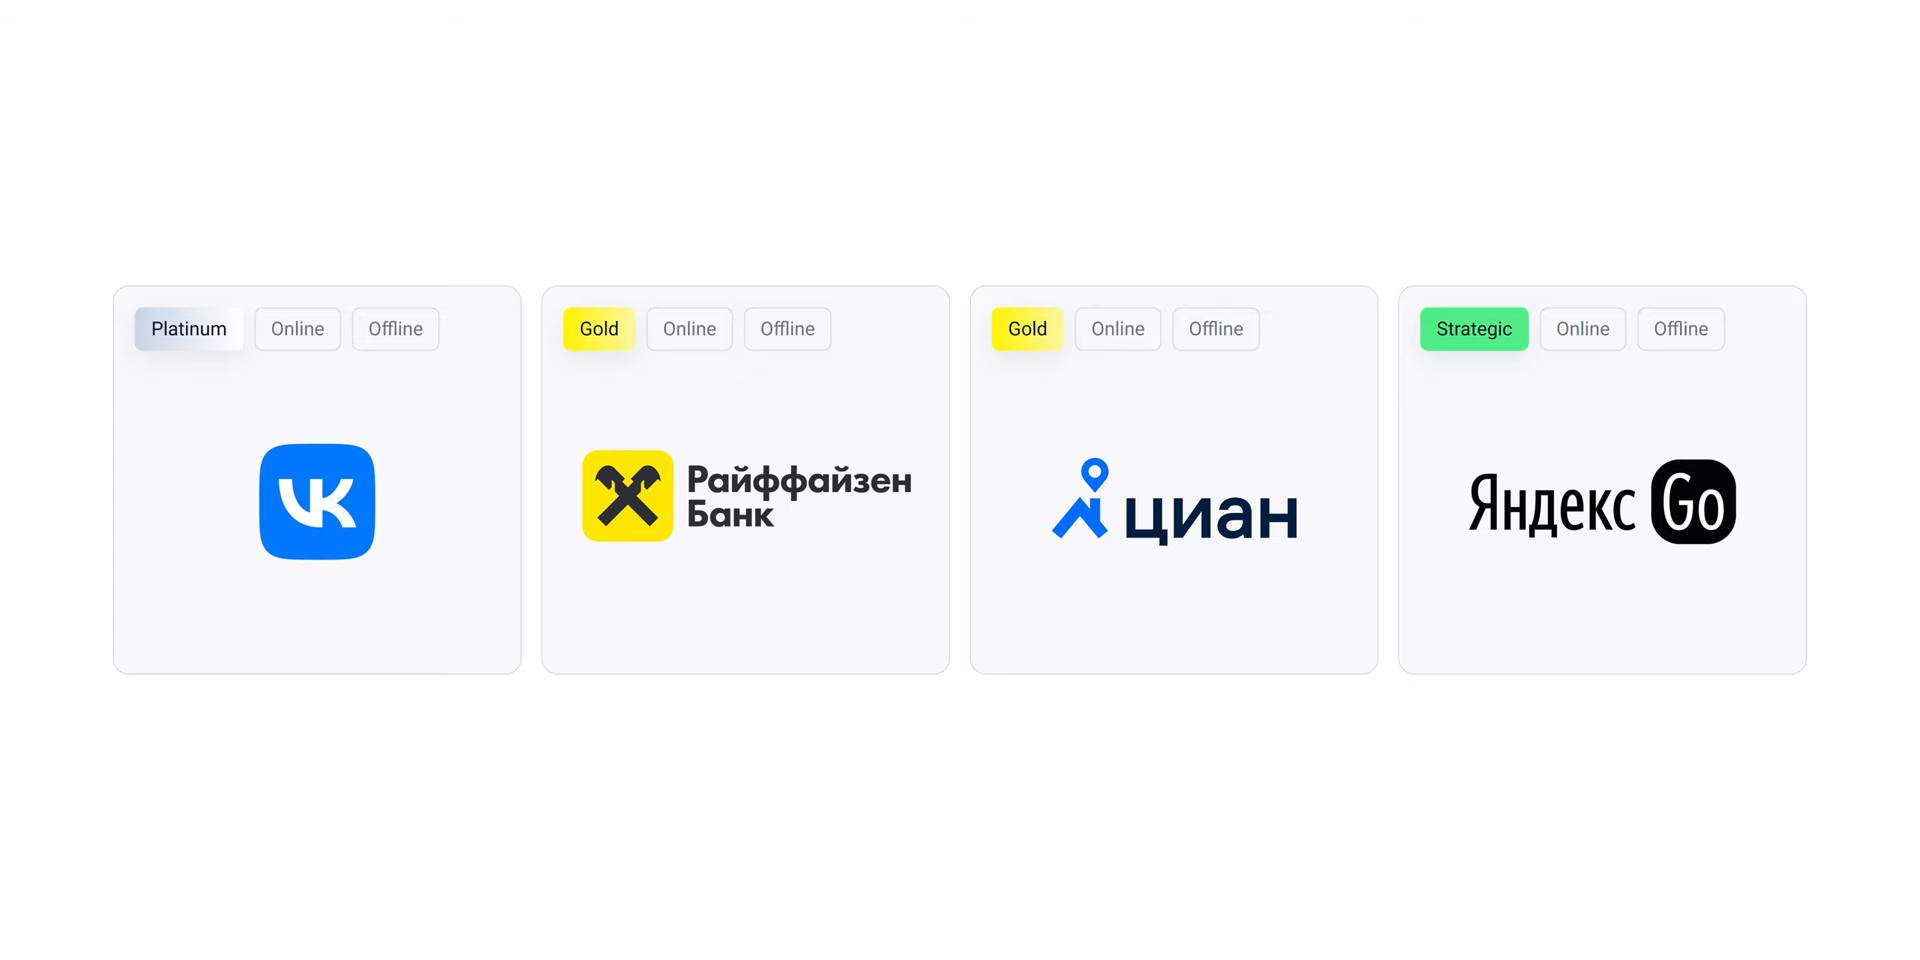 Platinum Online Offline
VK
Gold Online Offline
Райффайзен
Банк
Gold Online Offline
циан
Strategic Online Offline
Яндекс Go